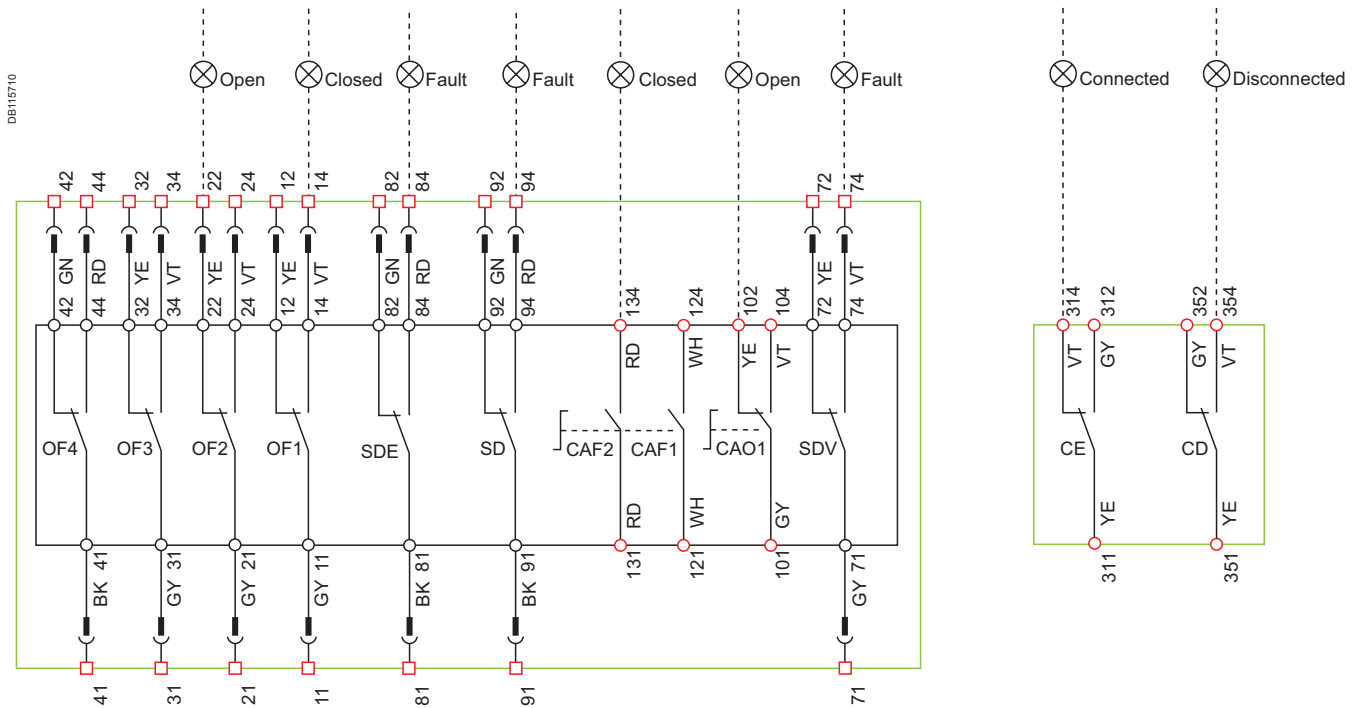 DB115710
Open Closed Fault Fault Closed Open Fault Connected Disconnected
42 44 32 34 22 24 12 14 82 84 92 94 72 74
GN RD YE VT YE VT YE VT GN RD GN RD YE VT
42 44 32 34 22 24 12 14 82 84 92 94 134 124 102 104 72 74 314 312 352 354
RD WH YE VT VT GY GY VT
OF4 OF3 OF2 OF1 SDE SD CAF2 CAF1 CAO1 SDV CE CD
RD WH GY YE YE
41 31 21 11 81 91 131 121 101 71 311 351
BK GY GY GY BK BK GY
41 31 21 11 81 91 71